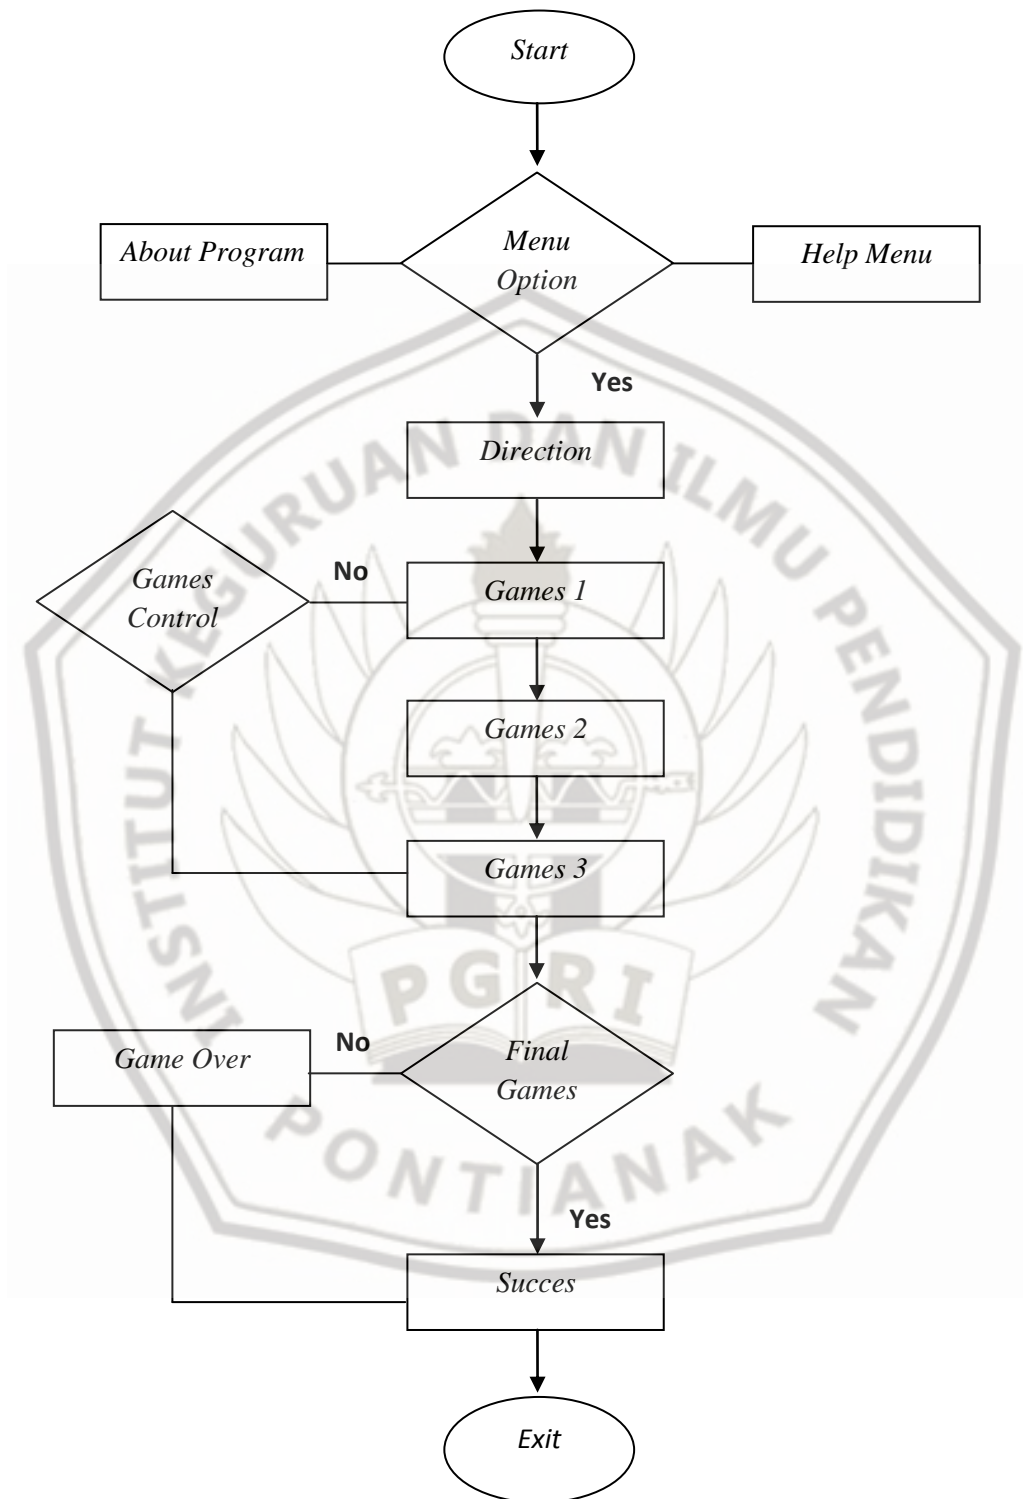 Start
About Program
Menu
Option
Help Menu
Yes
Direction
Games
Control
No
Games 1
Games 2
Games 3
Game Over
No
Final
Games
Yes
Succes
Exit
INSTITUT KEGURUAN DAN ILMU PENDIDIKAN
PGRI
PONTIANAK